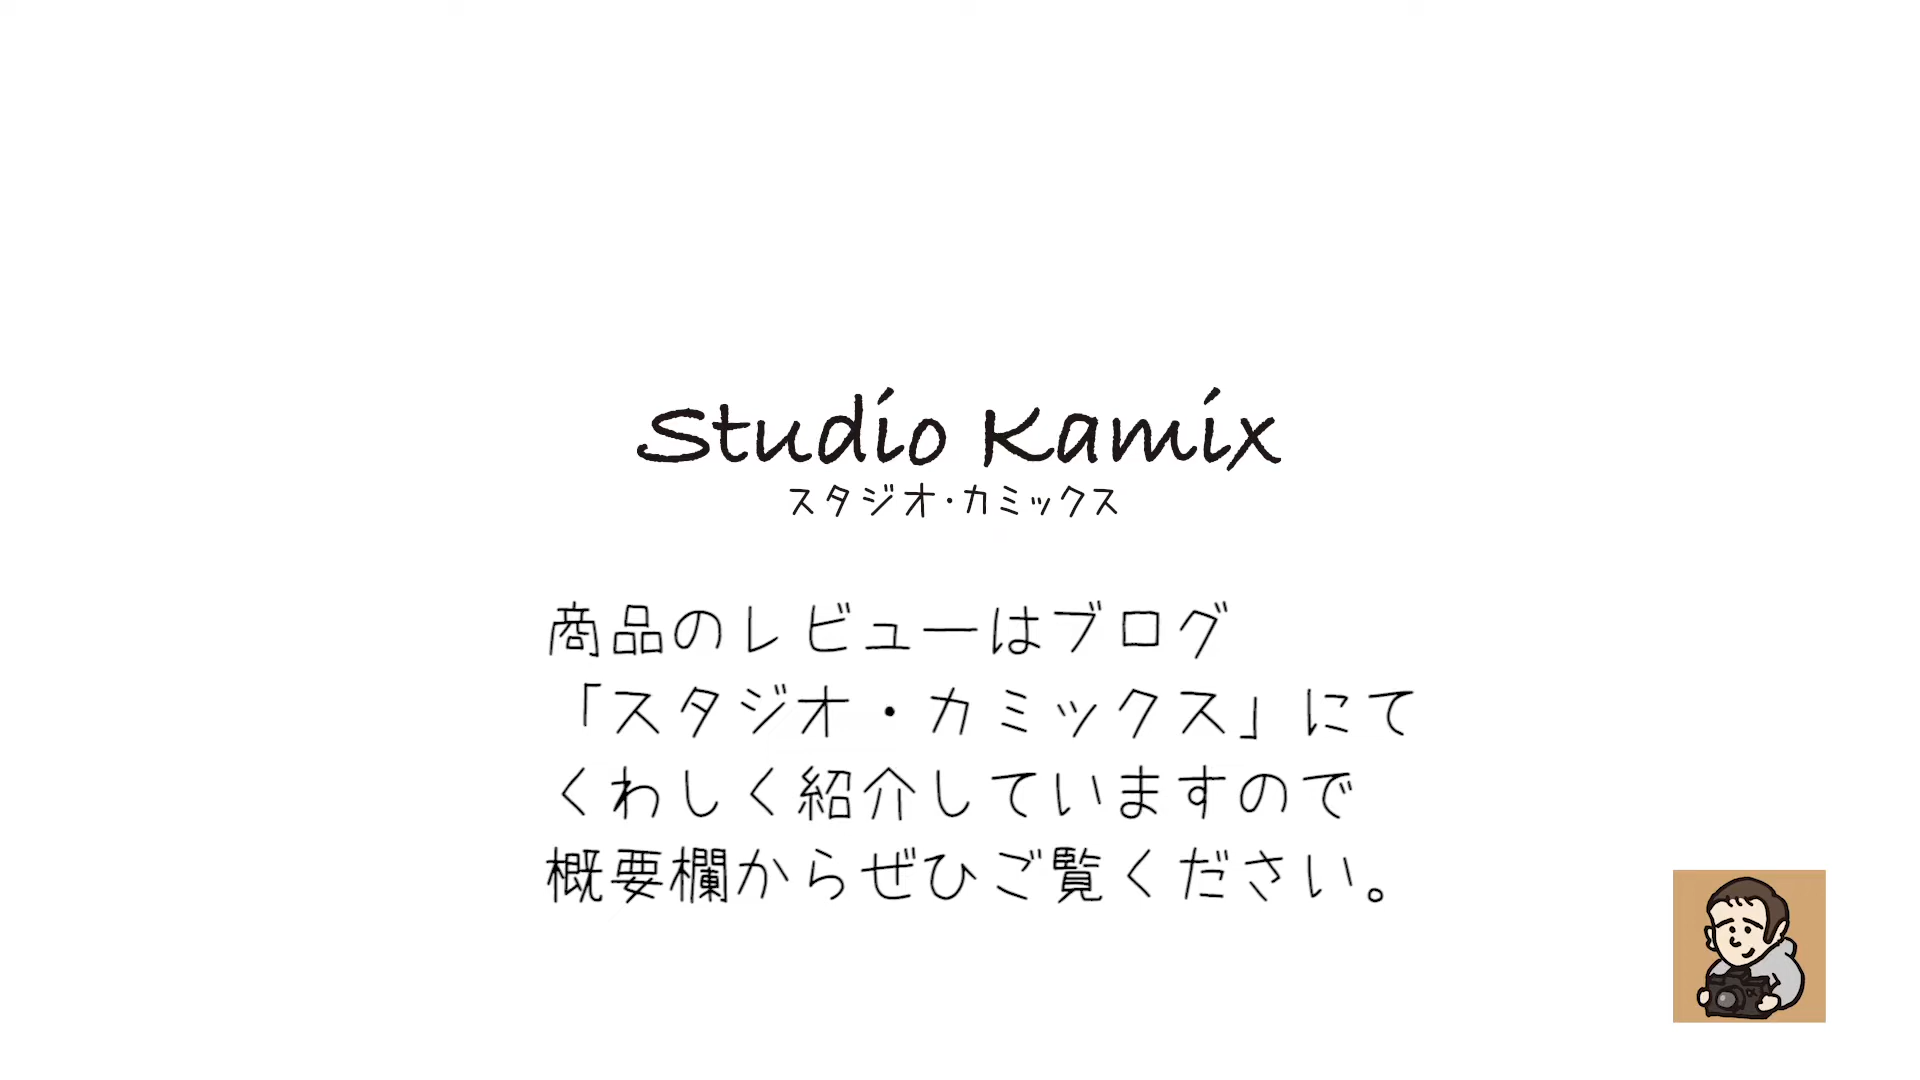 Studio Kamix
スタジオ・カミックス
商品のレビューはブログ
「スタジオ・カミックス」にて
くわしく紹介していますので
概要欄からぜひご覧ください。
α